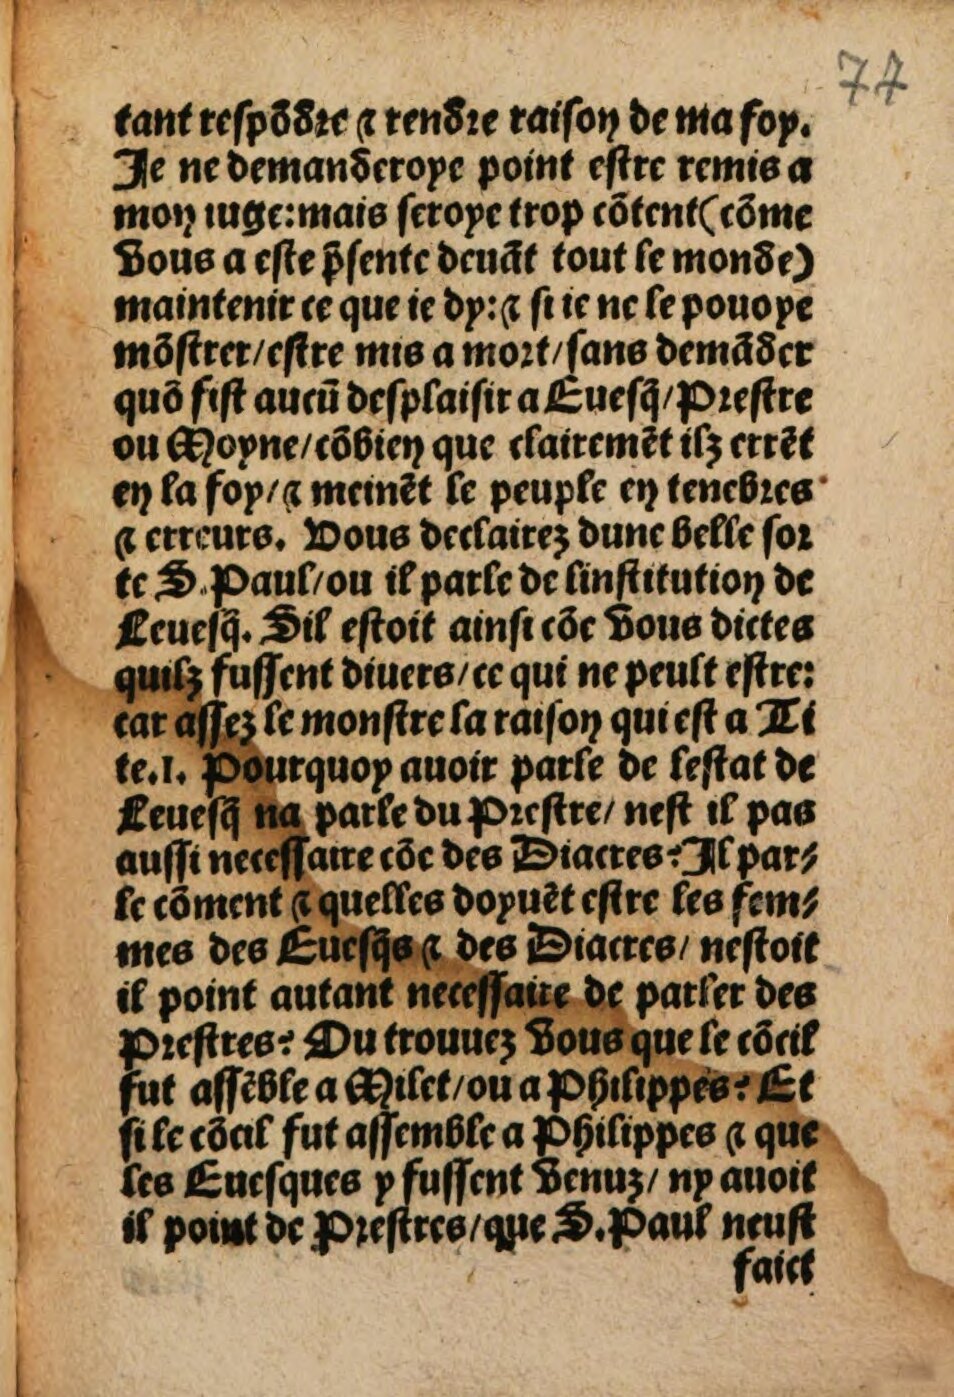 74
tant respõdre & rendre raison de ma foy.
Je ne demanderoye point estre remis a
mon iuge:mais seroye trop cõtent(cõme
vous a este p̃sente deuãt tout le monde)
maintenir ce que ie dy:& si ie ne le pouoye
mõstrer/estre mis a mort/sans demãder
quõ fist aucũ desplaisir a Euesq̃/Prestre
ou Moyne/cõbien que clairemẽt ilz errẽt
en la foy/& meinẽt le peuple en tenebres
& erreurs. Vous declairez dune belle sor
te S.Paul/ou il parle de linstitution de
Leuesq̃. Sil estoit ainsi cõe vous dictes
quilz fussent diuers/ce qui ne peult estre:
car assez le monstre la raison qui est a Ti
te.1. Pourquoy auoir parle de lestat de
Leuesq̃ na parle du Prestre/ nest il pas
aussi necessaire cõe des Diacres?Il par⸗
le cõment & quelles doyuẽt estre les fem⸗
mes des Euesq̃s & des Diacres/ nestoit
il point autant necessaire de parler des
Prestres? Ou trouuez vous que le cõcil
fut assẽble a Milet/ou a Philippes? Et
si le cõcil fut assemble a Philippes & que
les Euesques y fussent venuz/ ny auoit
il point de Prestres/que S.Paul neust
faict